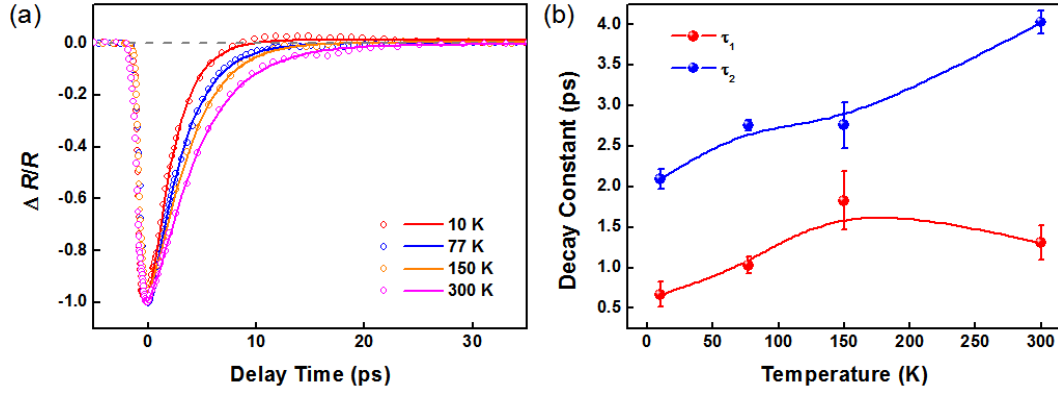 (a)
0.0
-0.2
-0.4
-0.6
-0.8
-1.0
Δ R/R
10 K
77 K
150 K
300 K
0
10
20
30
Delay Time (ps)
(b)
4.0
3.5
3.0
2.5
2.0
1.5
1.0
0.5
Decay Constant (ps)
τ1
τ2
0
50
100
150
200
250
300
Temperature (K)